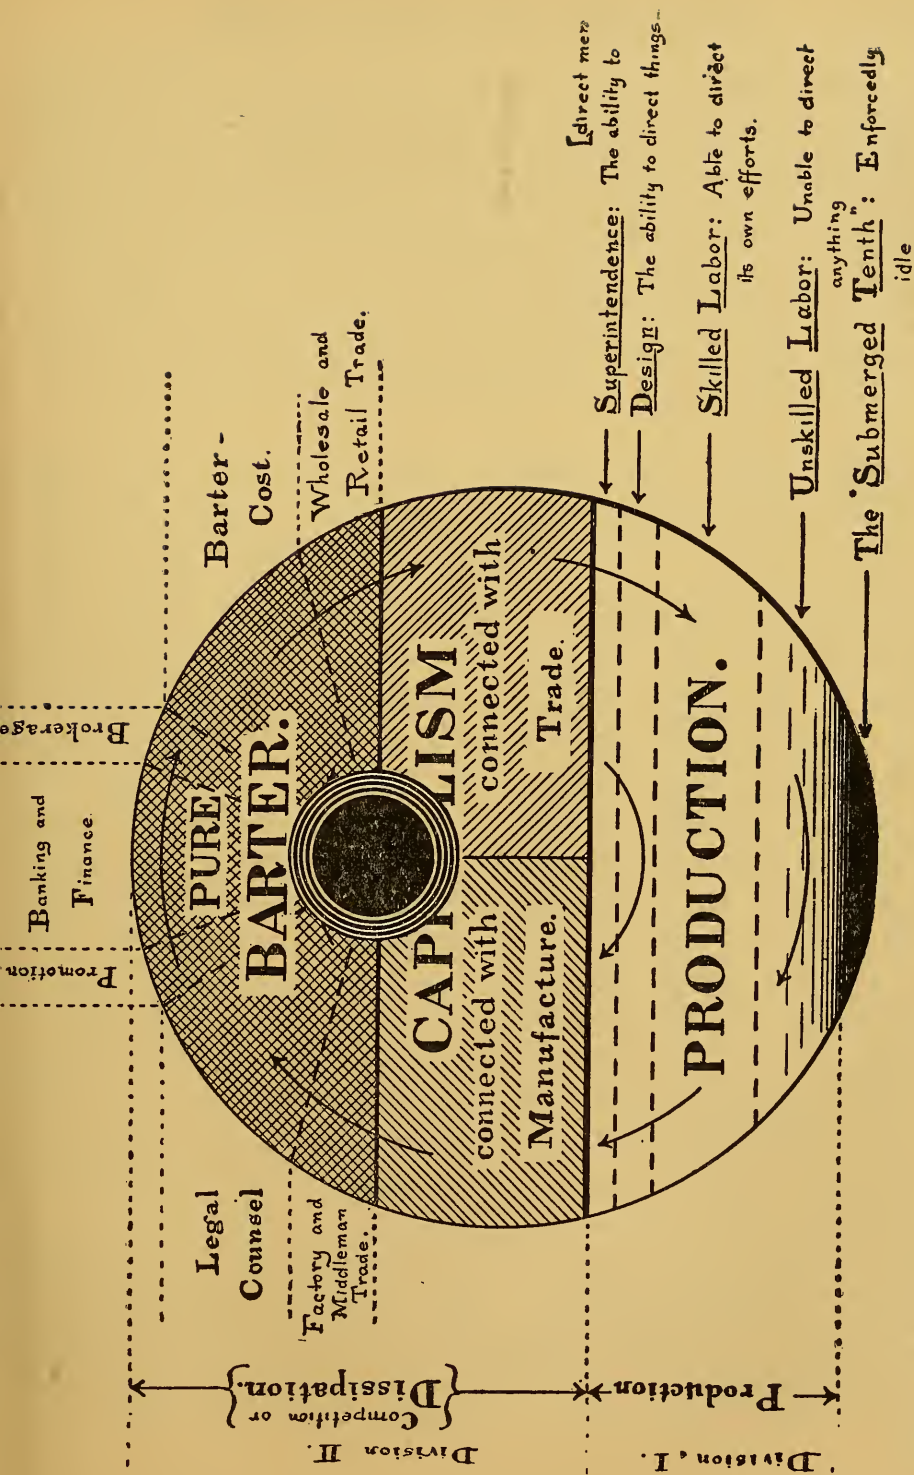 Division II.
Competition or
Dissipation.
Division I.
Production
Promotion.
Banking and
Finance.
Brokerage
Legal
Counsel
Barter-
Cost.
Factory and
Middleman
Trade.
Wholesale and
Retail Trade.
PURE
BARTER.
CAPI LISM
connected with
Manufacture.
connected with
Trade.
PRODUCTION.
Superintendence: The ability to
[direct men
Design: The ability to direct things.
Skilled Labor: Able to direct
its own efforts.
Unskilled Labor: Unable to direct
anything
The "Submerged Tenth": Enforcedly
idle